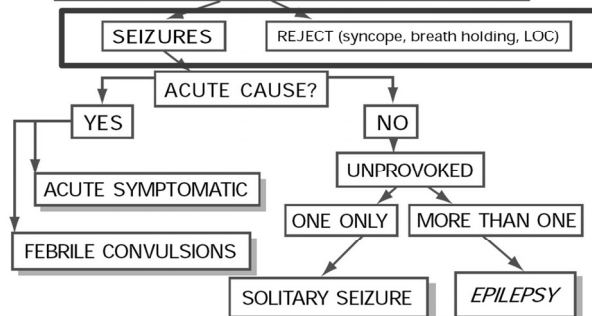 SEIZURES
REJECT (syncope, breath holding, LOC)
ACUTE CAUSE?
YES
NO
UNPROVOKED
ACUTE SYMPTOMATIC
ONE ONLY
MORE THAN ONE
FEBRILE CONVULSIONS
SOLITARY SEIZURE
EPILEPSY